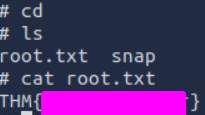 # cd
# ls
root.txt  snap
# cat root.txt
THM{ }